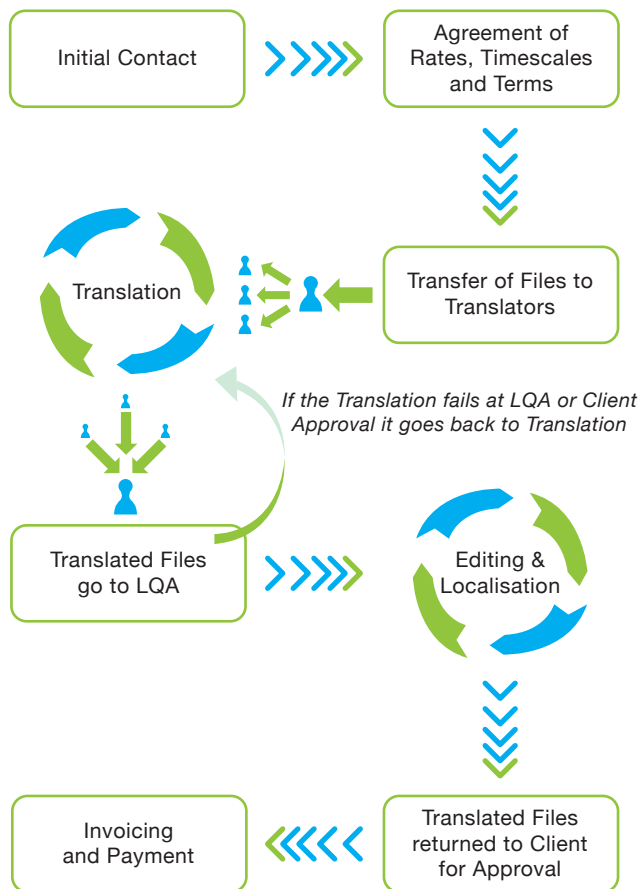 Initial Contact
Agreement of
Rates, Timescales
and Terms
Transfer of Files to
Translators
Translation
If the Translation fails at LQA or Client
Approval it goes back to Translation
Translated Files
go to LQA
Editing &
Localisation
Translated Files
returned to Client
for Approval
Invoicing
and Payment